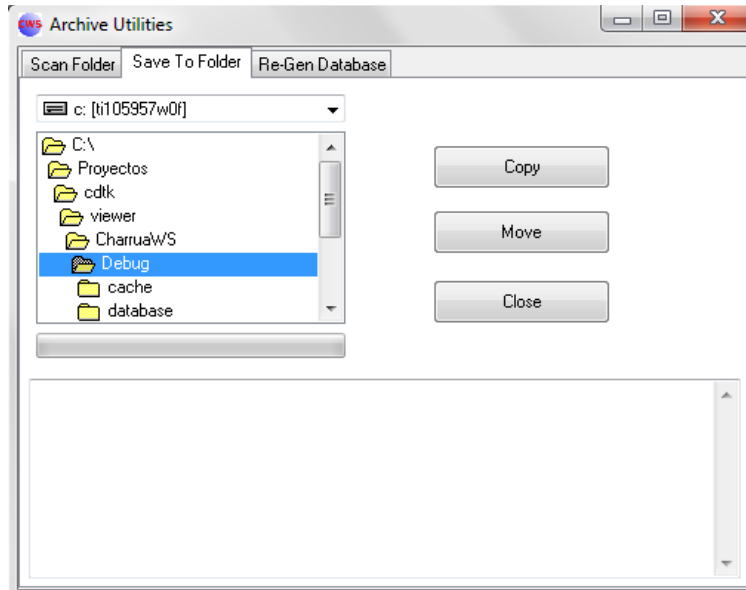 CWS Archive Utilities
Scan Folder Save To Folder Re-Gen Database
c: [ti105957w0f]
C:\
Proyectos
cdtk
viewer
CharruaWS
Debug
cache
database
Copy
Move
Close